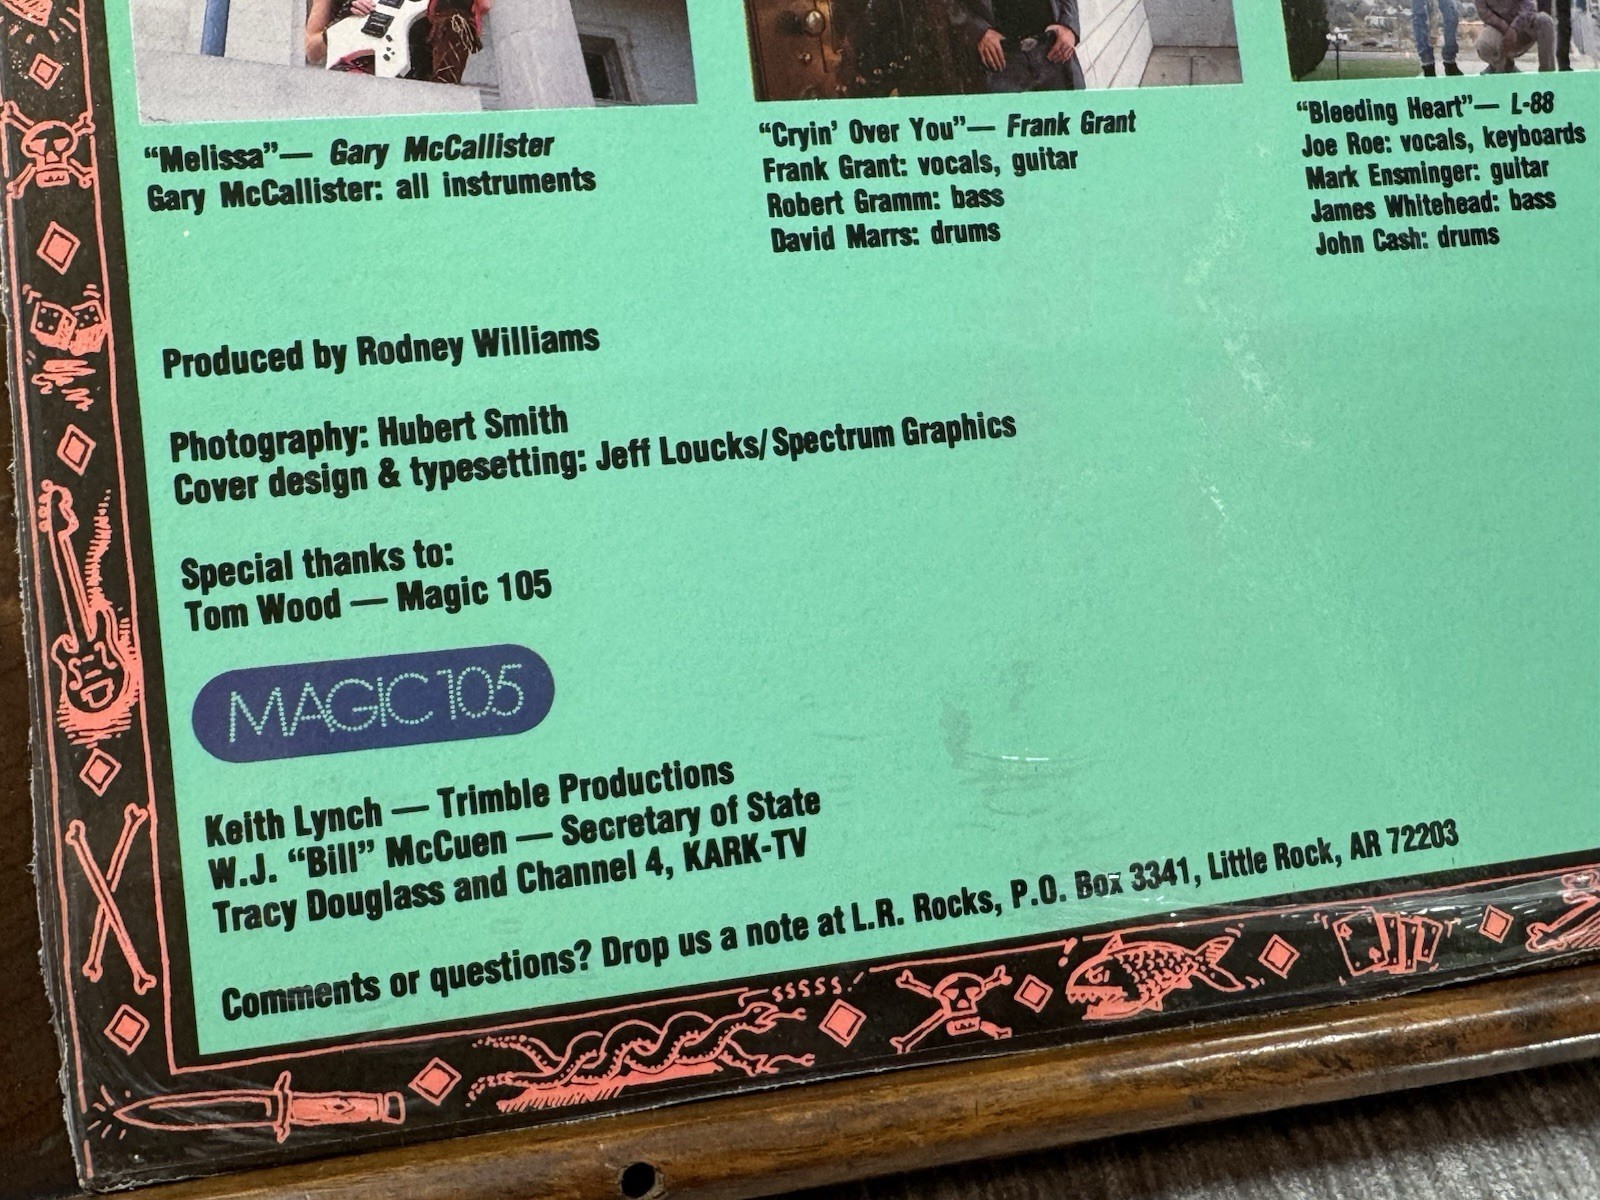 "Melissa"— Gary McCallister
Gary McCallister: all instruments
"Cryin' Over You"— Frank Grant
Frank Grant: vocals, guitar
Robert Gramm: bass
David Marrs: drums
"Bleeding Heart"— L-88
Joe Roe: vocals, keyboards
Mark Ensminger: guitar
James Whitehead: bass
John Cash: drums
Produced by Rodney Williams
Photography: Hubert Smith
Cover design & typesetting: Jeff Loucks/Spectrum Graphics
Special thanks to:
Tom Wood — Magic 105
MAGIC 105
Keith Lynch — Trimble Productions
W.J. "Bill" McCuen — Secretary of State
Tracy Douglass and Channel 4, KARK-TV
Comments or questions? Drop us a note at L.R. Rocks, P.O. Box 3341, Little Rock, AR 72203
sssss!